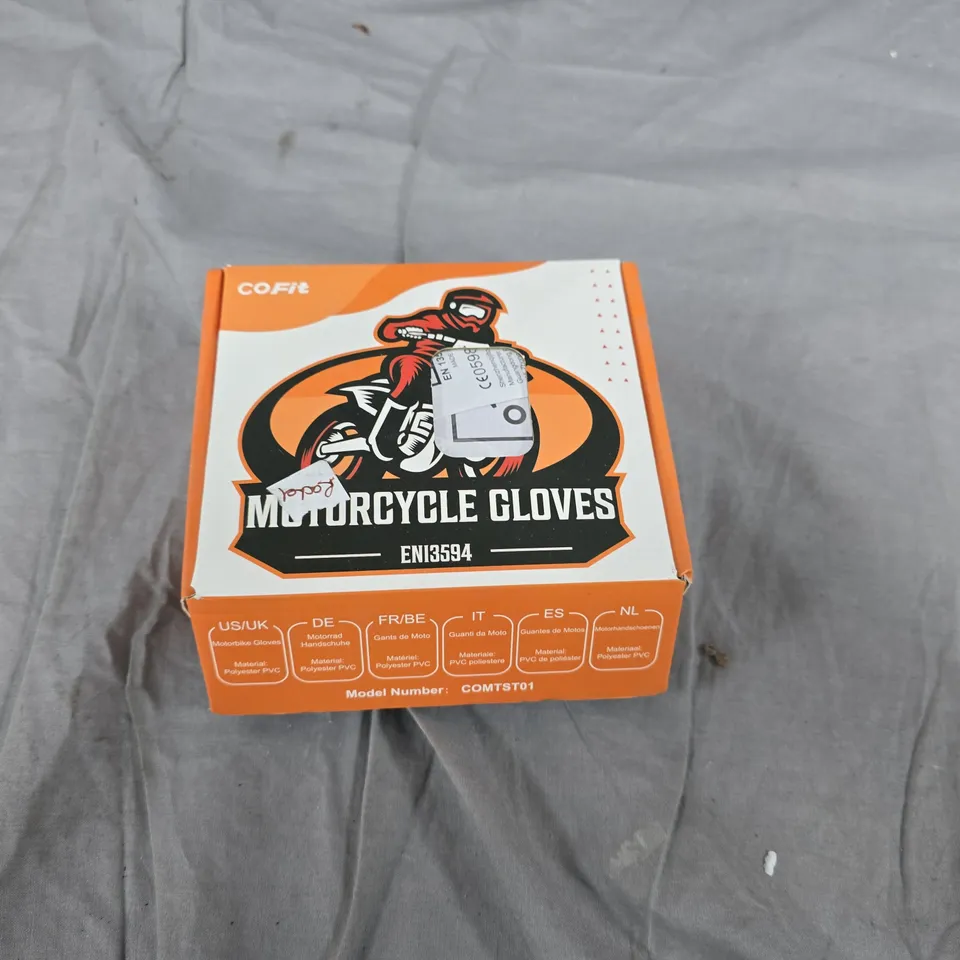 COFit
EN 13
MADE
CE0598
MOTORCYCLE GLOVES
EN13594
US/UK
Motorbike Gloves
Material:
Polyester PVC
DE
Motorrad
Handschuhe
Material:
Polyester PVC
FR/BE
Gants de Moto
Matériel:
Polyester PVC
IT
Guanti da Moto
Materiale:
PVC poliestere
ES
Guantes de Motos
Material:
PVC de poliéster
NL
Motorhandschoenen
Materiaal:
Polyester PVC
Model Number: COMTST01